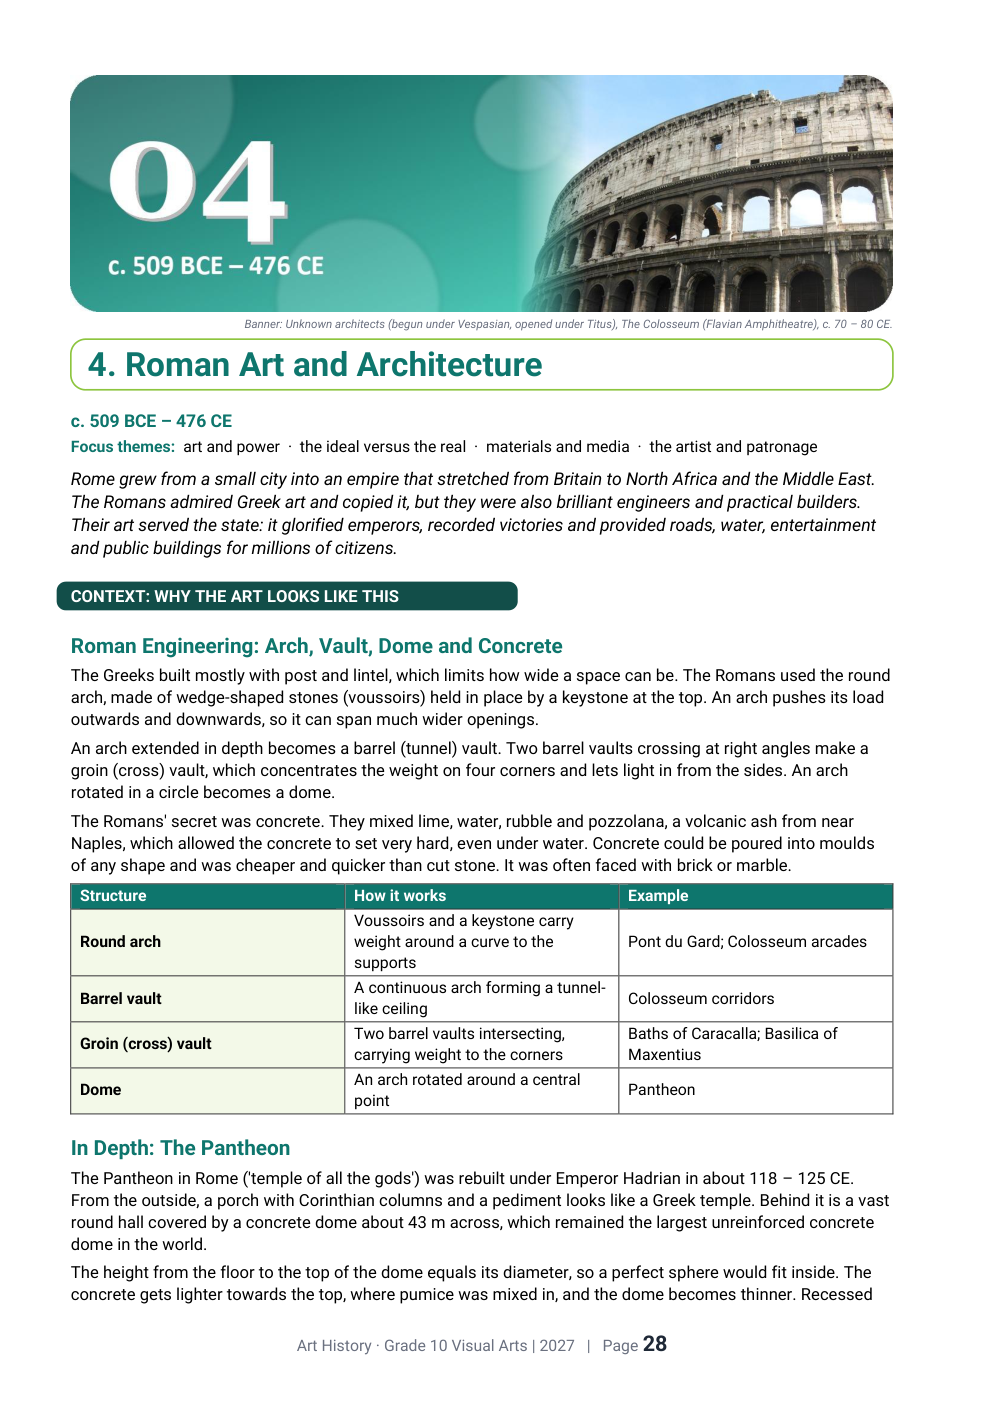 04
c. 509 BCE – 476 CE
Banner: Unknown architects (begun under Vespasian, opened under Titus), The Colosseum (Flavian Amphitheatre), c. 70 – 80 CE.
4. Roman Art and Architecture
c. 509 BCE – 476 CE
Focus themes: art and power · the ideal versus the real · materials and media · the artist and patronage
Rome grew from a small city into an empire that stretched from Britain to North Africa and the Middle East.
The Romans admired Greek art and copied it, but they were also brilliant engineers and practical builders.
Their art served the state: it glorified emperors, recorded victories and provided roads, water, entertainment
and public buildings for millions of citizens.
CONTEXT: WHY THE ART LOOKS LIKE THIS
Roman Engineering: Arch, Vault, Dome and Concrete
The Greeks built mostly with post and lintel, which limits how wide a space can be. The Romans used the round
arch, made of wedge-shaped stones (voussoirs) held in place by a keystone at the top. An arch pushes its load
outwards and downwards, so it can span much wider openings.
An arch extended in depth becomes a barrel (tunnel) vault. Two barrel vaults crossing at right angles make a
groin (cross) vault, which concentrates the weight on four corners and lets light in from the sides. An arch
rotated in a circle becomes a dome.
The Romans' secret was concrete. They mixed lime, water, rubble and pozzolana, a volcanic ash from near
Naples, which allowed the concrete to set very hard, even under water. Concrete could be poured into moulds
of any shape and was cheaper and quicker than cut stone. It was often faced with brick or marble.
Structure How it works Example
Round arch
Voussoirs and a keystone carry
weight around a curve to the
supports
Pont du Gard; Colosseum arcades
Barrel vault
A continuous arch forming a tunnel-
like ceiling
Colosseum corridors
Groin (cross) vault
Two barrel vaults intersecting,
carrying weight to the corners
Baths of Caracalla; Basilica of
Maxentius
Dome
An arch rotated around a central
point
Pantheon
In Depth: The Pantheon
The Pantheon in Rome ('temple of all the gods') was rebuilt under Emperor Hadrian in about 118 – 125 CE.
From the outside, a porch with Corinthian columns and a pediment looks like a Greek temple. Behind it is a vast
round hall covered by a concrete dome about 43 m across, which remained the largest unreinforced concrete
dome in the world.
The height from the floor to the top of the dome equals its diameter, so a perfect sphere would fit inside. The
concrete gets lighter towards the top, where pumice was mixed in, and the dome becomes thinner. Recessed
Art History · Grade 10 Visual Arts | 2027 | Page 28